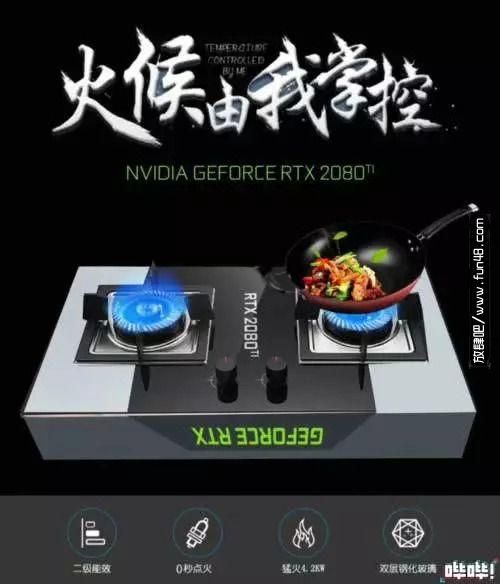 TEMPERATURE
CONTROLLED
BY ME
火候由我掌控
NVIDIA GEFORCE RTX 2080TI
RTX 2080TI
GEFORCE RTX
放肆吧/www.fun48.com
二级能效
0秒点火
猛火4.2KW
双层钢化玻璃
哔哔!